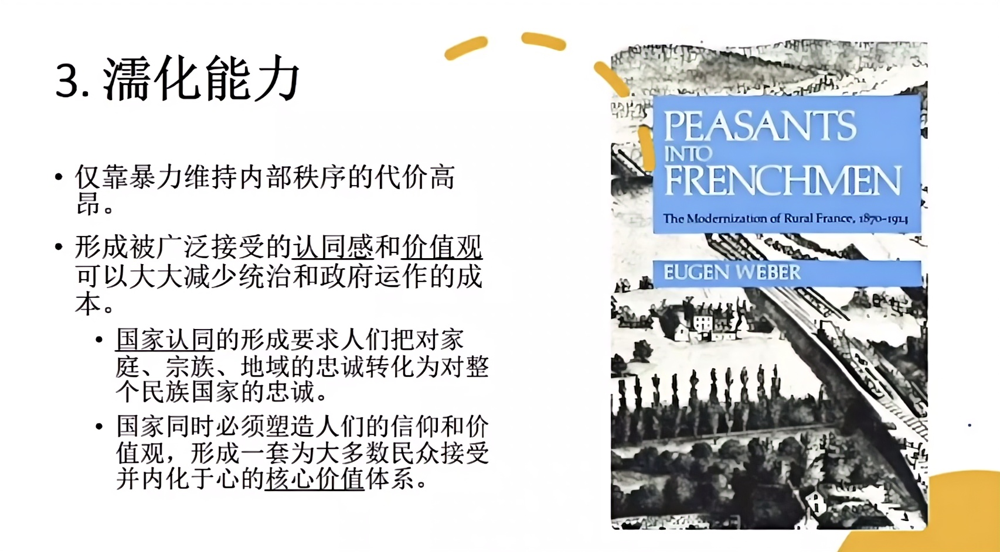 3. 濡化能力
• 仅靠暴力维持内部秩序的代价高
昂。
• 形成被广泛接受的认同感和价值观
可以大大减少统治和政府运作的成
本。
• 国家认同的形成要求人们把对家
庭、宗族、地域的忠诚转化为对整
个民族国家的忠诚。
• 国家同时必须塑造人们的信仰和价
值观，形成一套为大多数民众接受
并内化于心的核心价值体系。
PEASANTS
INTO
FRENCHMEN
The Modernization of Rural France, 1870-1914
EUGEN WEBER